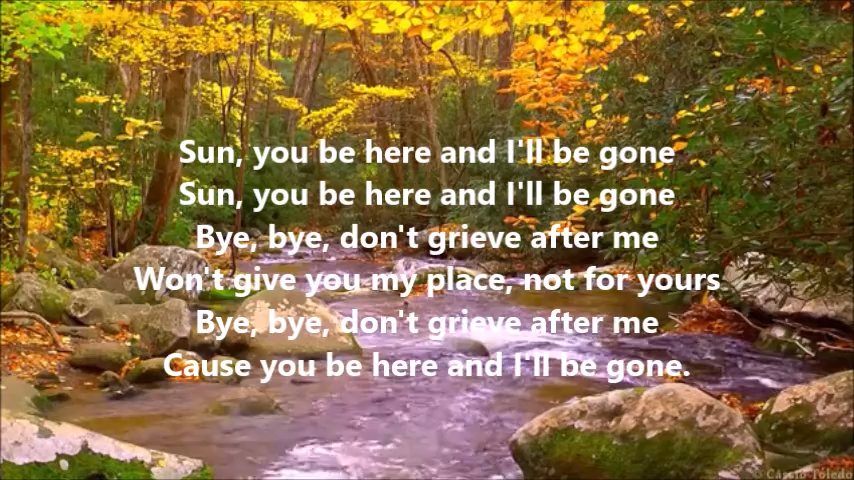 Sun, you be here and I'll be gone
Sun, you be here and I'll be gone
Bye, bye, don't grieve after me
Won't give you my place, not for yours
Bye, bye, don't grieve after me
Cause you be here and I'll be gone.
© Cássio Toledo